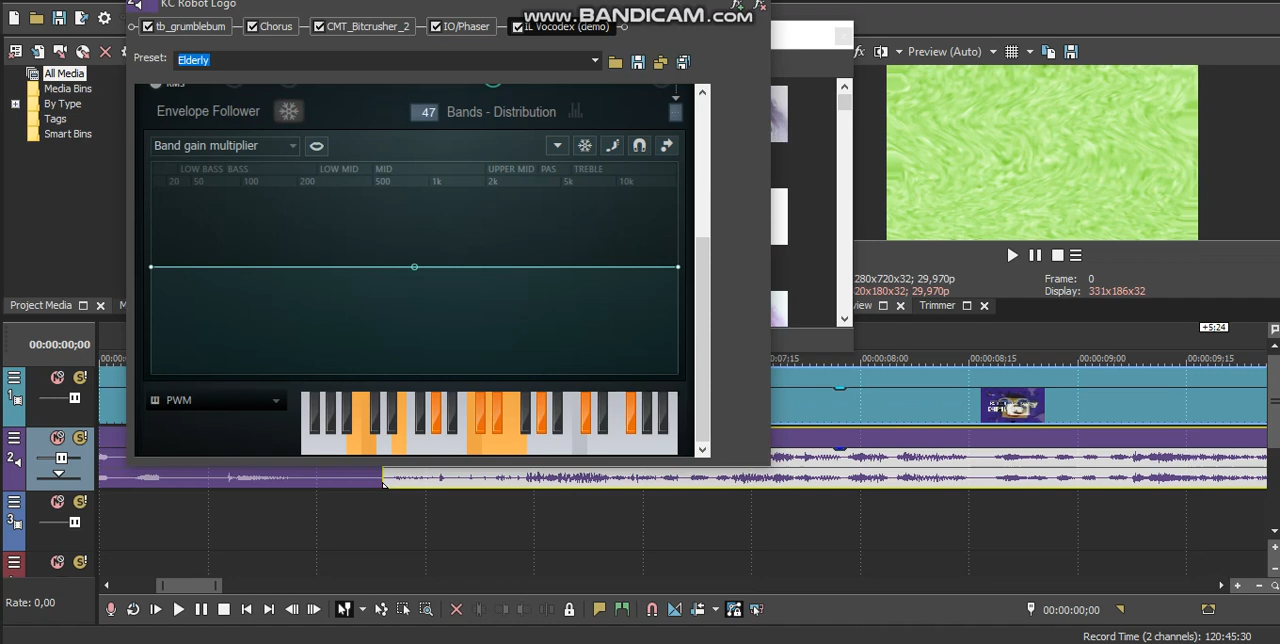 KC Robot Logo
www.BANDICAM.com
tb_grumblebum
Chorus
CMT_Bitcrusher_2
IO/Phaser
IL Vocodex (demo)
Preset:
Elderly
Preview (Auto)
All Media
Media Bins
By Type
Tags
Smart Bins
Envelope Follower
47
Bands - Distribution
Band gain multiplier
LOW BASS
BASS
LOW MID
MID
UPPER MID
PAS
TREBLE
20
50
100
200
500
1k
2k
5k
10k
280x720x32; 29,970p
20x180x32; 29,970p
Frame: 0
Display: 331x186x32
Project Media
view
Trimmer
+5;24
00:00:00;00
00:00:0
07;15
00:00:08;00
00:00:08;15
00:00:09;00
00:00:09;15
PWM
1
2
3
Rate: 0,00
00:00:00;00
Record Time (2 channels): 120:45:30